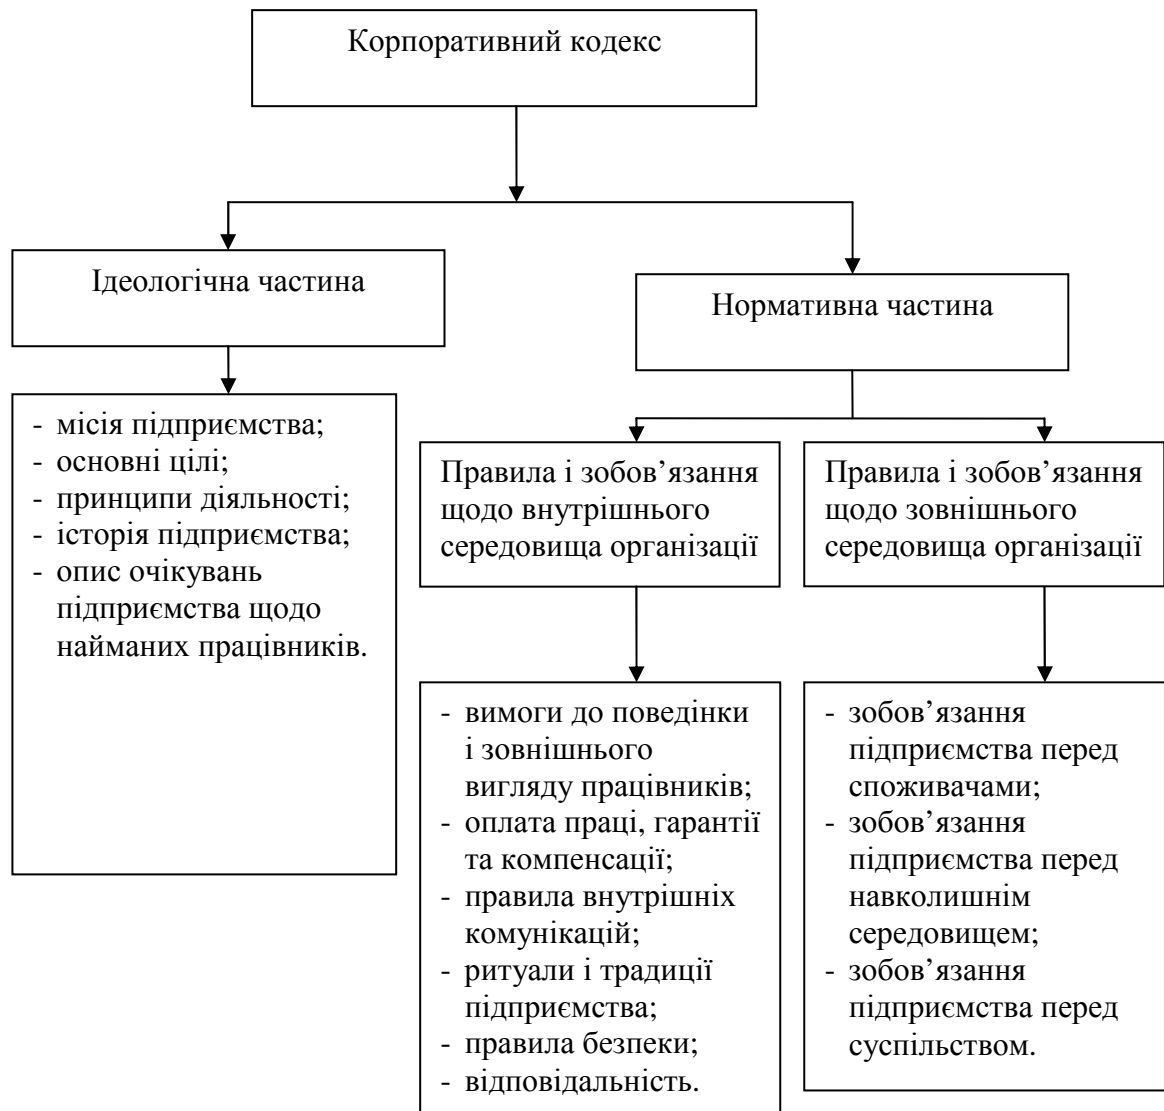 Корпоративний кодекс
Ідеологічна частина
Нормативна частина
- місія підприємства;
- основні цілі;
- принципи діяльності;
- історія підприємства;
- опис очікувань
підприємства щодо
найманих працівників.
Правила і зобов’язання
щодо внутрішнього
середовища організації
Правила і зобов’язання
щодо зовнішнього
середовища організації
- вимоги до поведінки
і зовнішнього
вигляду працівників;
- оплата праці, гарантії
та компенсації;
- правила внутрішніх
комунікацій;
- ритуали і традиції
підприємства;
- правила безпеки;
- відповідальність.
- зобов’язання
підприємства перед
споживачами;
- зобов’язання
підприємства перед
навколишнім
середовищем;
- зобов’язання
підприємства перед
суспільством.